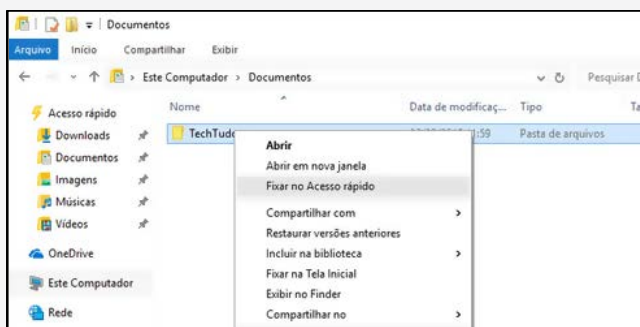 Documentos
Arquivo Início Compartilhar Exibir
Este Computador > Documentos Pesquisar
Nome Data de modificaç... Tipo
Acesso rápido
Downloads
Documentos
Imagens
Músicas
Vídeos
OneDrive
Este Computador
Rede
TechTudo :59 Pasta de arquivos
Abrir
Abrir em nova janela
Fixar no Acesso rápido
Compartilhar com
Restaurar versões anteriores
Incluir na biblioteca
Fixar na Tela Inicial
Exibir no Finder
Compartilhar no